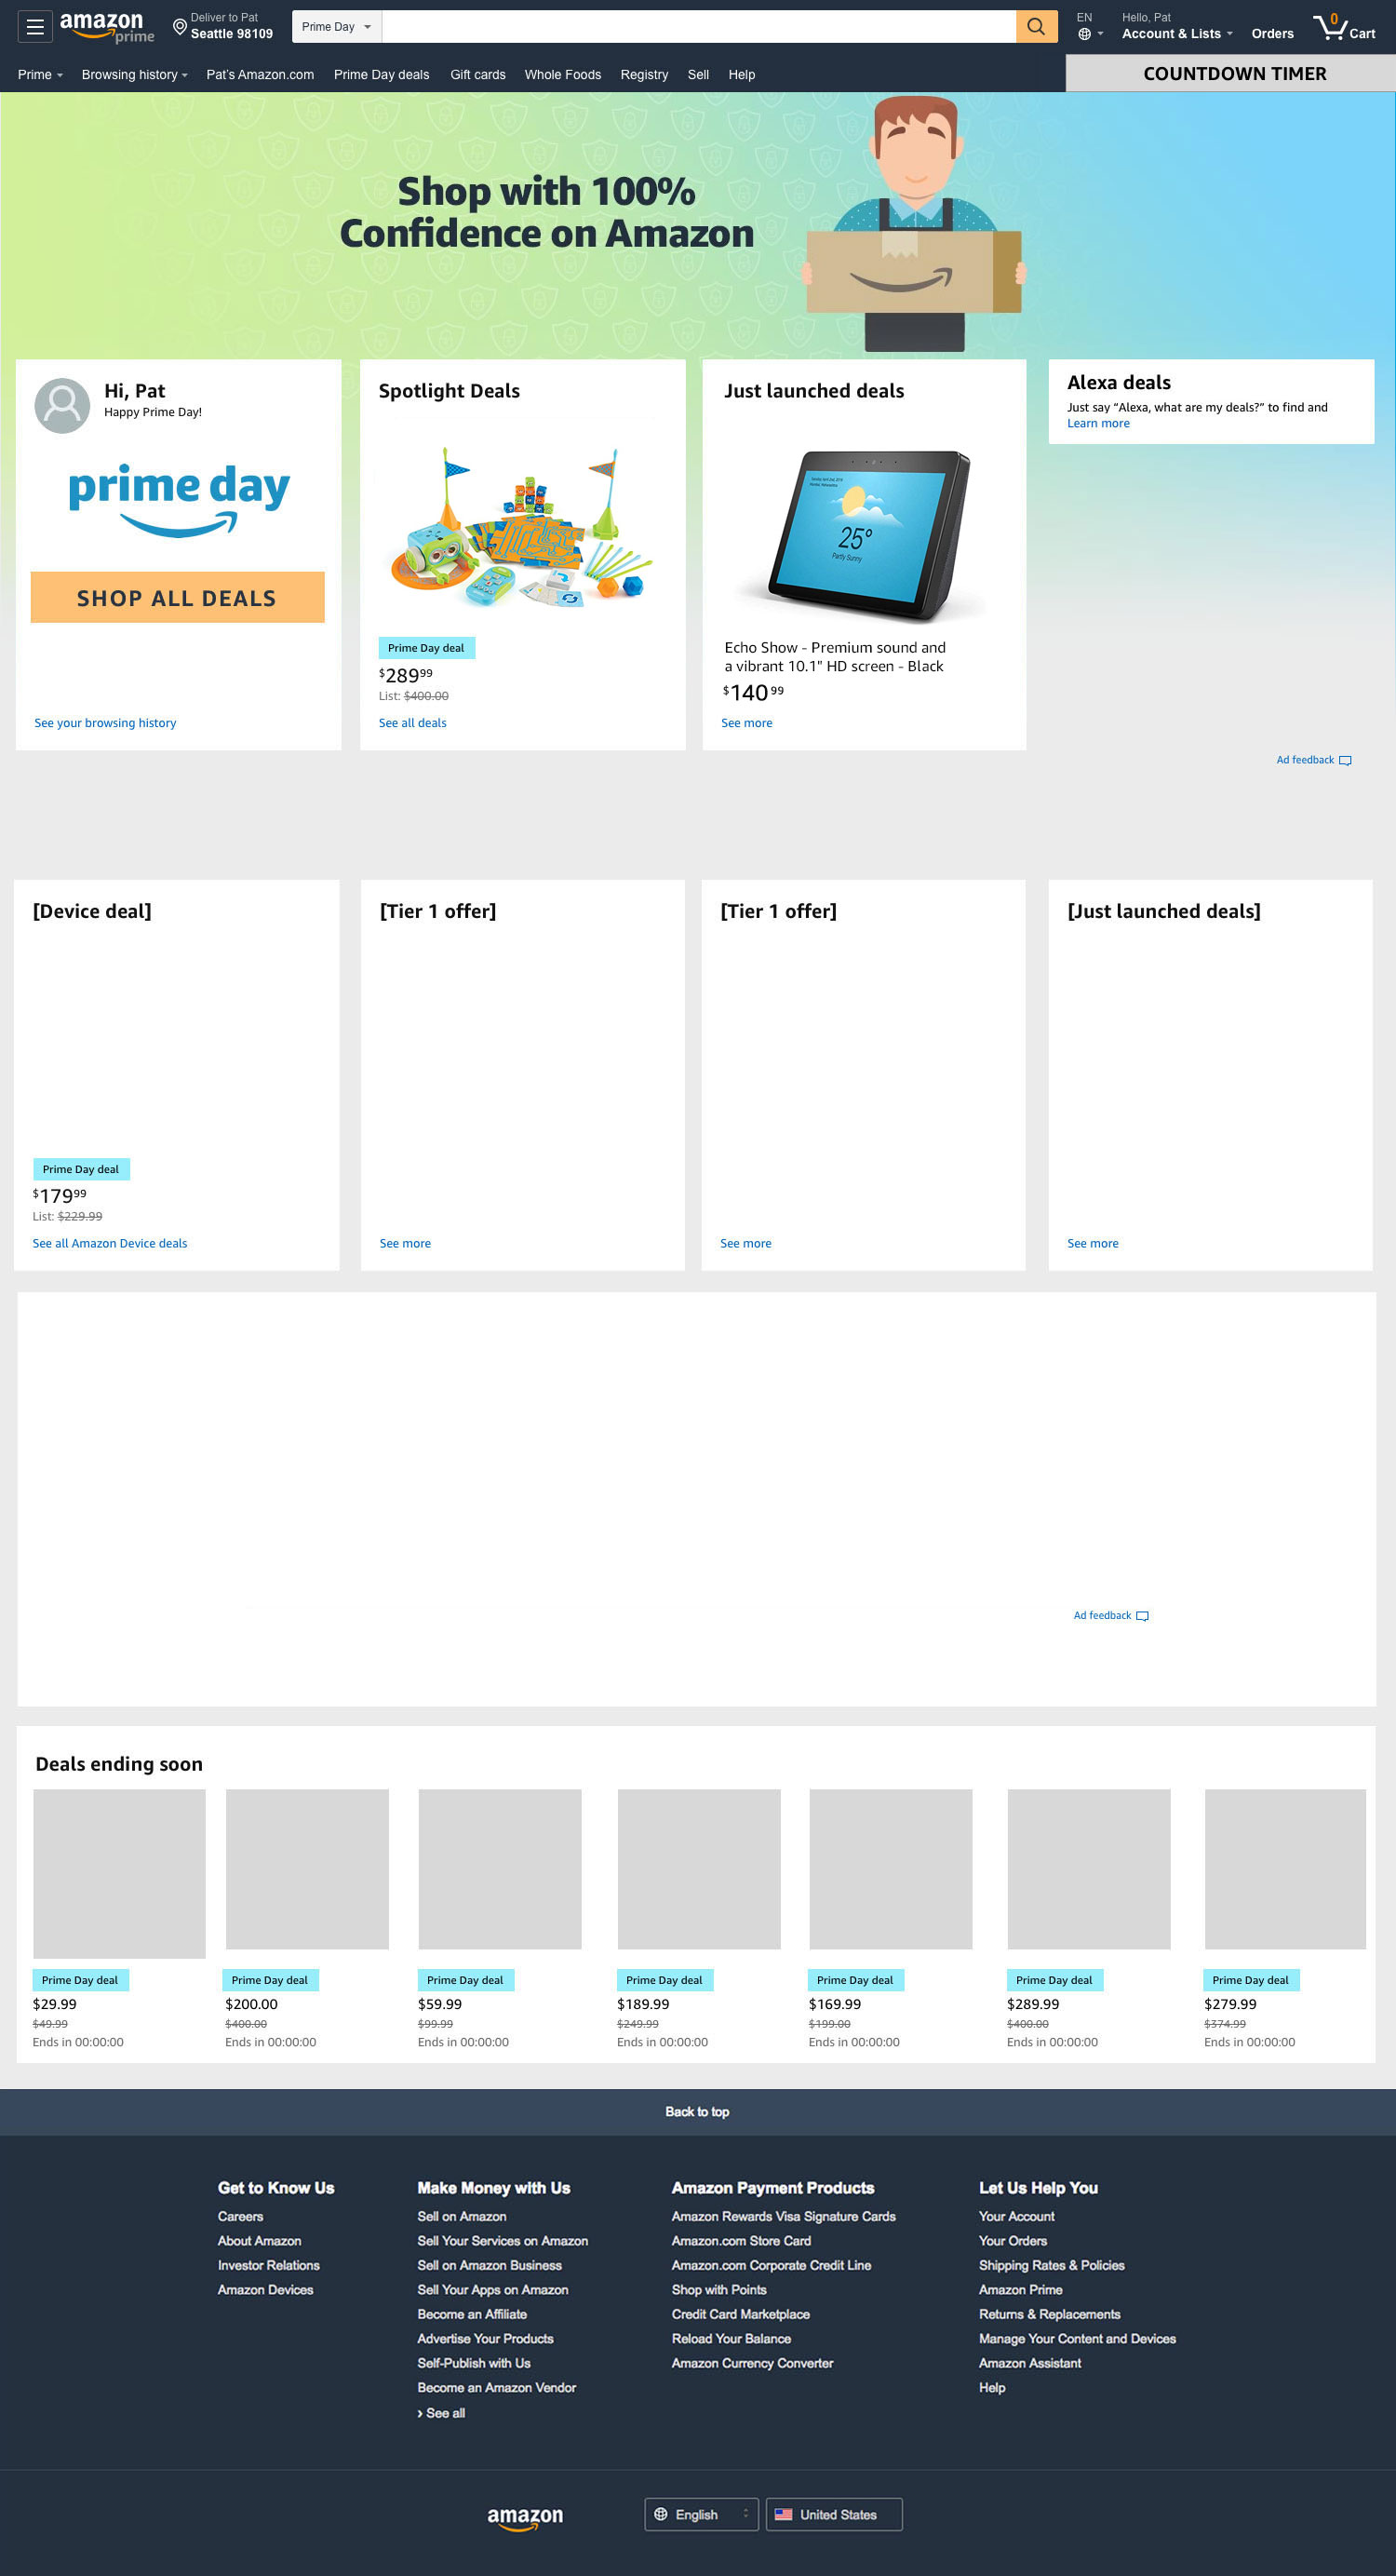 amazon
prime
Deliver to Pat
Seattle 98109
Prime Day
EN
Hello, Pat
Account & Lists
Orders
0
Cart
Prime
Browsing history
Pat's Amazon.com
Prime Day deals
Gift cards
Whole Foods
Registry
Sell
Help
COUNTDOWN TIMER
Shop with 100%
Confidence on Amazon
Hi, Pat
Happy Prime Day!
prime day
SHOP ALL DEALS
See your browsing history
Spotlight Deals
Prime Day deal
$28999
List: $400.00
See all deals
Just launched deals
25°
Partly Sunny
Echo Show - Premium sound and
a vibrant 10.1" HD screen - Black
$14099
See more
Alexa deals
Just say “Alexa, what are my deals?” to find and
Learn more
Ad feedback
[Device deal]
Prime Day deal
$17999
List: $229.99
See all Amazon Device deals
[Tier 1 offer]
See more
[Tier 1 offer]
See more
[Just launched deals]
See more
Ad feedback
Deals ending soon
Prime Day deal
$29.99
$49.99
Ends in 00:00:00
Prime Day deal
$200.00
$400.00
Ends in 00:00:00
Prime Day deal
$59.99
$99.99
Ends in 00:00:00
Prime Day deal
$189.99
$249.99
Ends in 00:00:00
Prime Day deal
$169.99
$199.00
Ends in 00:00:00
Prime Day deal
$289.99
$400.00
Ends in 00:00:00
Prime Day deal
$279.99
$374.99
Ends in 00:00:00
Back to top
Get to Know Us
Careers
About Amazon
Investor Relations
Amazon Devices
Make Money with Us
Sell on Amazon
Sell Your Services on Amazon
Sell on Amazon Business
Sell Your Apps on Amazon
Become an Affiliate
Advertise Your Products
Self-Publish with Us
Become an Amazon Vendor
› See all
Amazon Payment Products
Amazon Rewards Visa Signature Cards
Amazon.com Store Card
Amazon.com Corporate Credit Line
Shop with Points
Credit Card Marketplace
Reload Your Balance
Amazon Currency Converter
Let Us Help You
Your Account
Your Orders
Shipping Rates & Policies
Amazon Prime
Returns & Replacements
Manage Your Content and Devices
Amazon Assistant
Help
amazon
English
United States